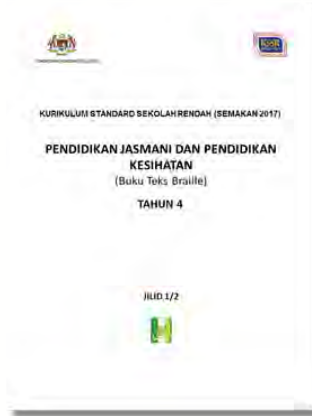 KURIKULUM STANDARD SEKOLAH RENDAH (SEMAKAN 2017)
PENDIDIKAN JASMANI DAN PENDIDIKAN
KESIHATAN
(Buku Teks Braille)
TAHUN 4
JILID 1/2